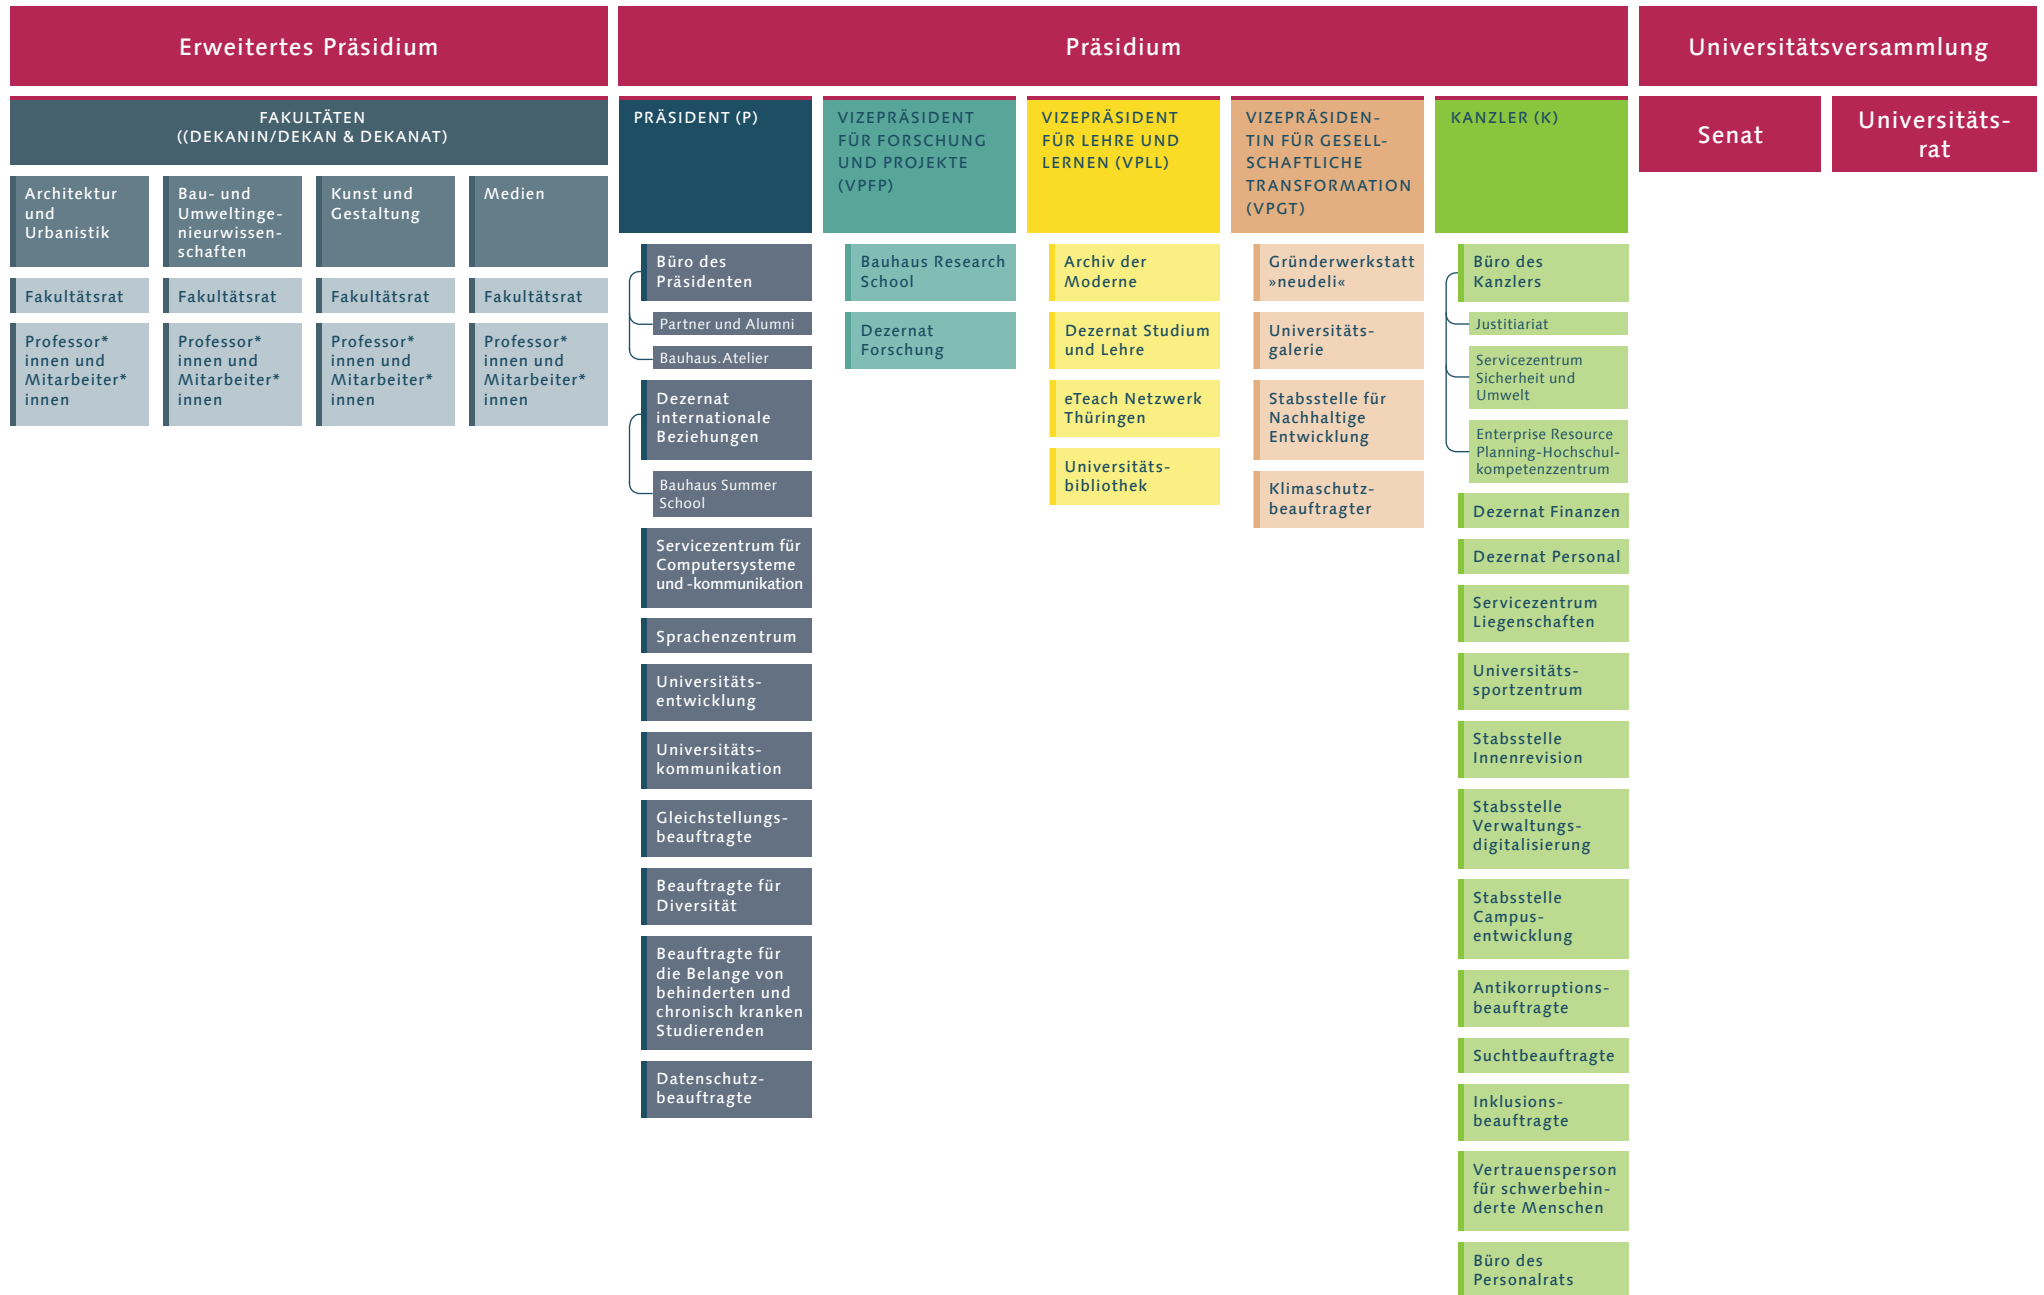 Erweitertes Präsidium
FAKULTÄTEN
((DEKANIN/DEKAN & DEKANAT)
Architektur
und
Urbanistik
Fakultätsrat
Professor*
innen und
Mitarbeiter*
innen
Bau- und
Umweltinge-
nieurwissen-
schaften
Fakultätsrat
Professor*
innen und
Mitarbeiter*
innen
Kunst und
Gestaltung
Fakultätsrat
Professor*
innen und
Mitarbeiter*
innen
Medien
Fakultätsrat
Professor*
innen und
Mitarbeiter*
innen
Präsidium
PRÄSIDENT (P)
Büro des
Präsidenten
Partner und Alumni
Bauhaus.Atelier
Dezernat
internationale
Beziehungen
Bauhaus Summer
School
Servicezentrum für
Computersysteme
und -kommunikation
Sprachenzentrum
Universitäts-
entwicklung
Universitäts-
kommunikation
Gleichstellungs-
beauftragte
Beauftragte für
Diversität
Beauftragte für
die Belange von
behinderten und
chronisch kranken
Studierenden
Datenschutz-
beauftragte
VIZEPRÄSIDENT
FÜR FORSCHUNG
UND PROJEKTE
(VPFP)
Bauhaus Research
School
Dezernat
Forschung
VIZEPRÄSIDENT
FÜR LEHRE UND
LERNEN (VPLL)
Archiv der
Moderne
Dezernat Studium
und Lehre
eTeach Netzwerk
Thüringen
Universitäts-
bibliothek
VIZEPRÄSIDEN-
TIN FÜR GESELL-
SCHAFTLICHE
TRANSFORMATION
(VPGT)
Gründerwerkstatt
»neudeli«
Universitäts-
galerie
Stabsstelle für
Nachhaltige
Entwicklung
Klimaschutz-
beauftragter
KANZLER (K)
Büro des
Kanzlers
Justitiariat
Servicezentrum
Sicherheit und
Umwelt
Enterprise Resource
Planning-Hochschul-
kompetenzzentrum
Dezernat Finanzen
Dezernat Personal
Servicezentrum
Liegenschaften
Universitäts-
sportzentrum
Stabsstelle
Innenrevision
Stabsstelle
Verwaltungs-
digitalisierung
Stabsstelle
Campus-
entwicklung
Antikorruptions-
beauftragte
Suchtbeauftragte
Inklusions-
beauftragte
Vertrauensperson
für schwerbehin-
derte Menschen
Büro des
Personalrats
Universitätsversammlung
Senat
Universitäts-
rat